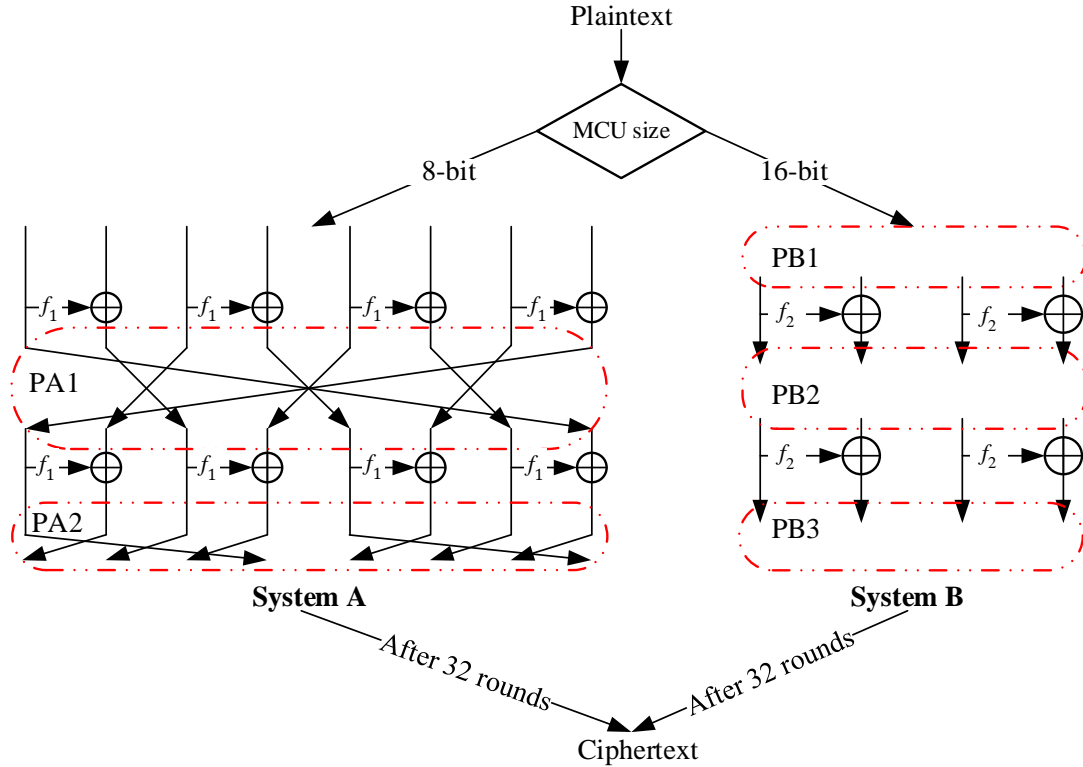 Plaintext
MCU size
8-bit
16-bit
PB1
f1 f1 f1 f1
f2 f2
PA1
PB2
f1 f1 f1 f1
f2 f2
PA2
PB3
System A
System B
After 32 rounds
After 32 rounds
Ciphertext